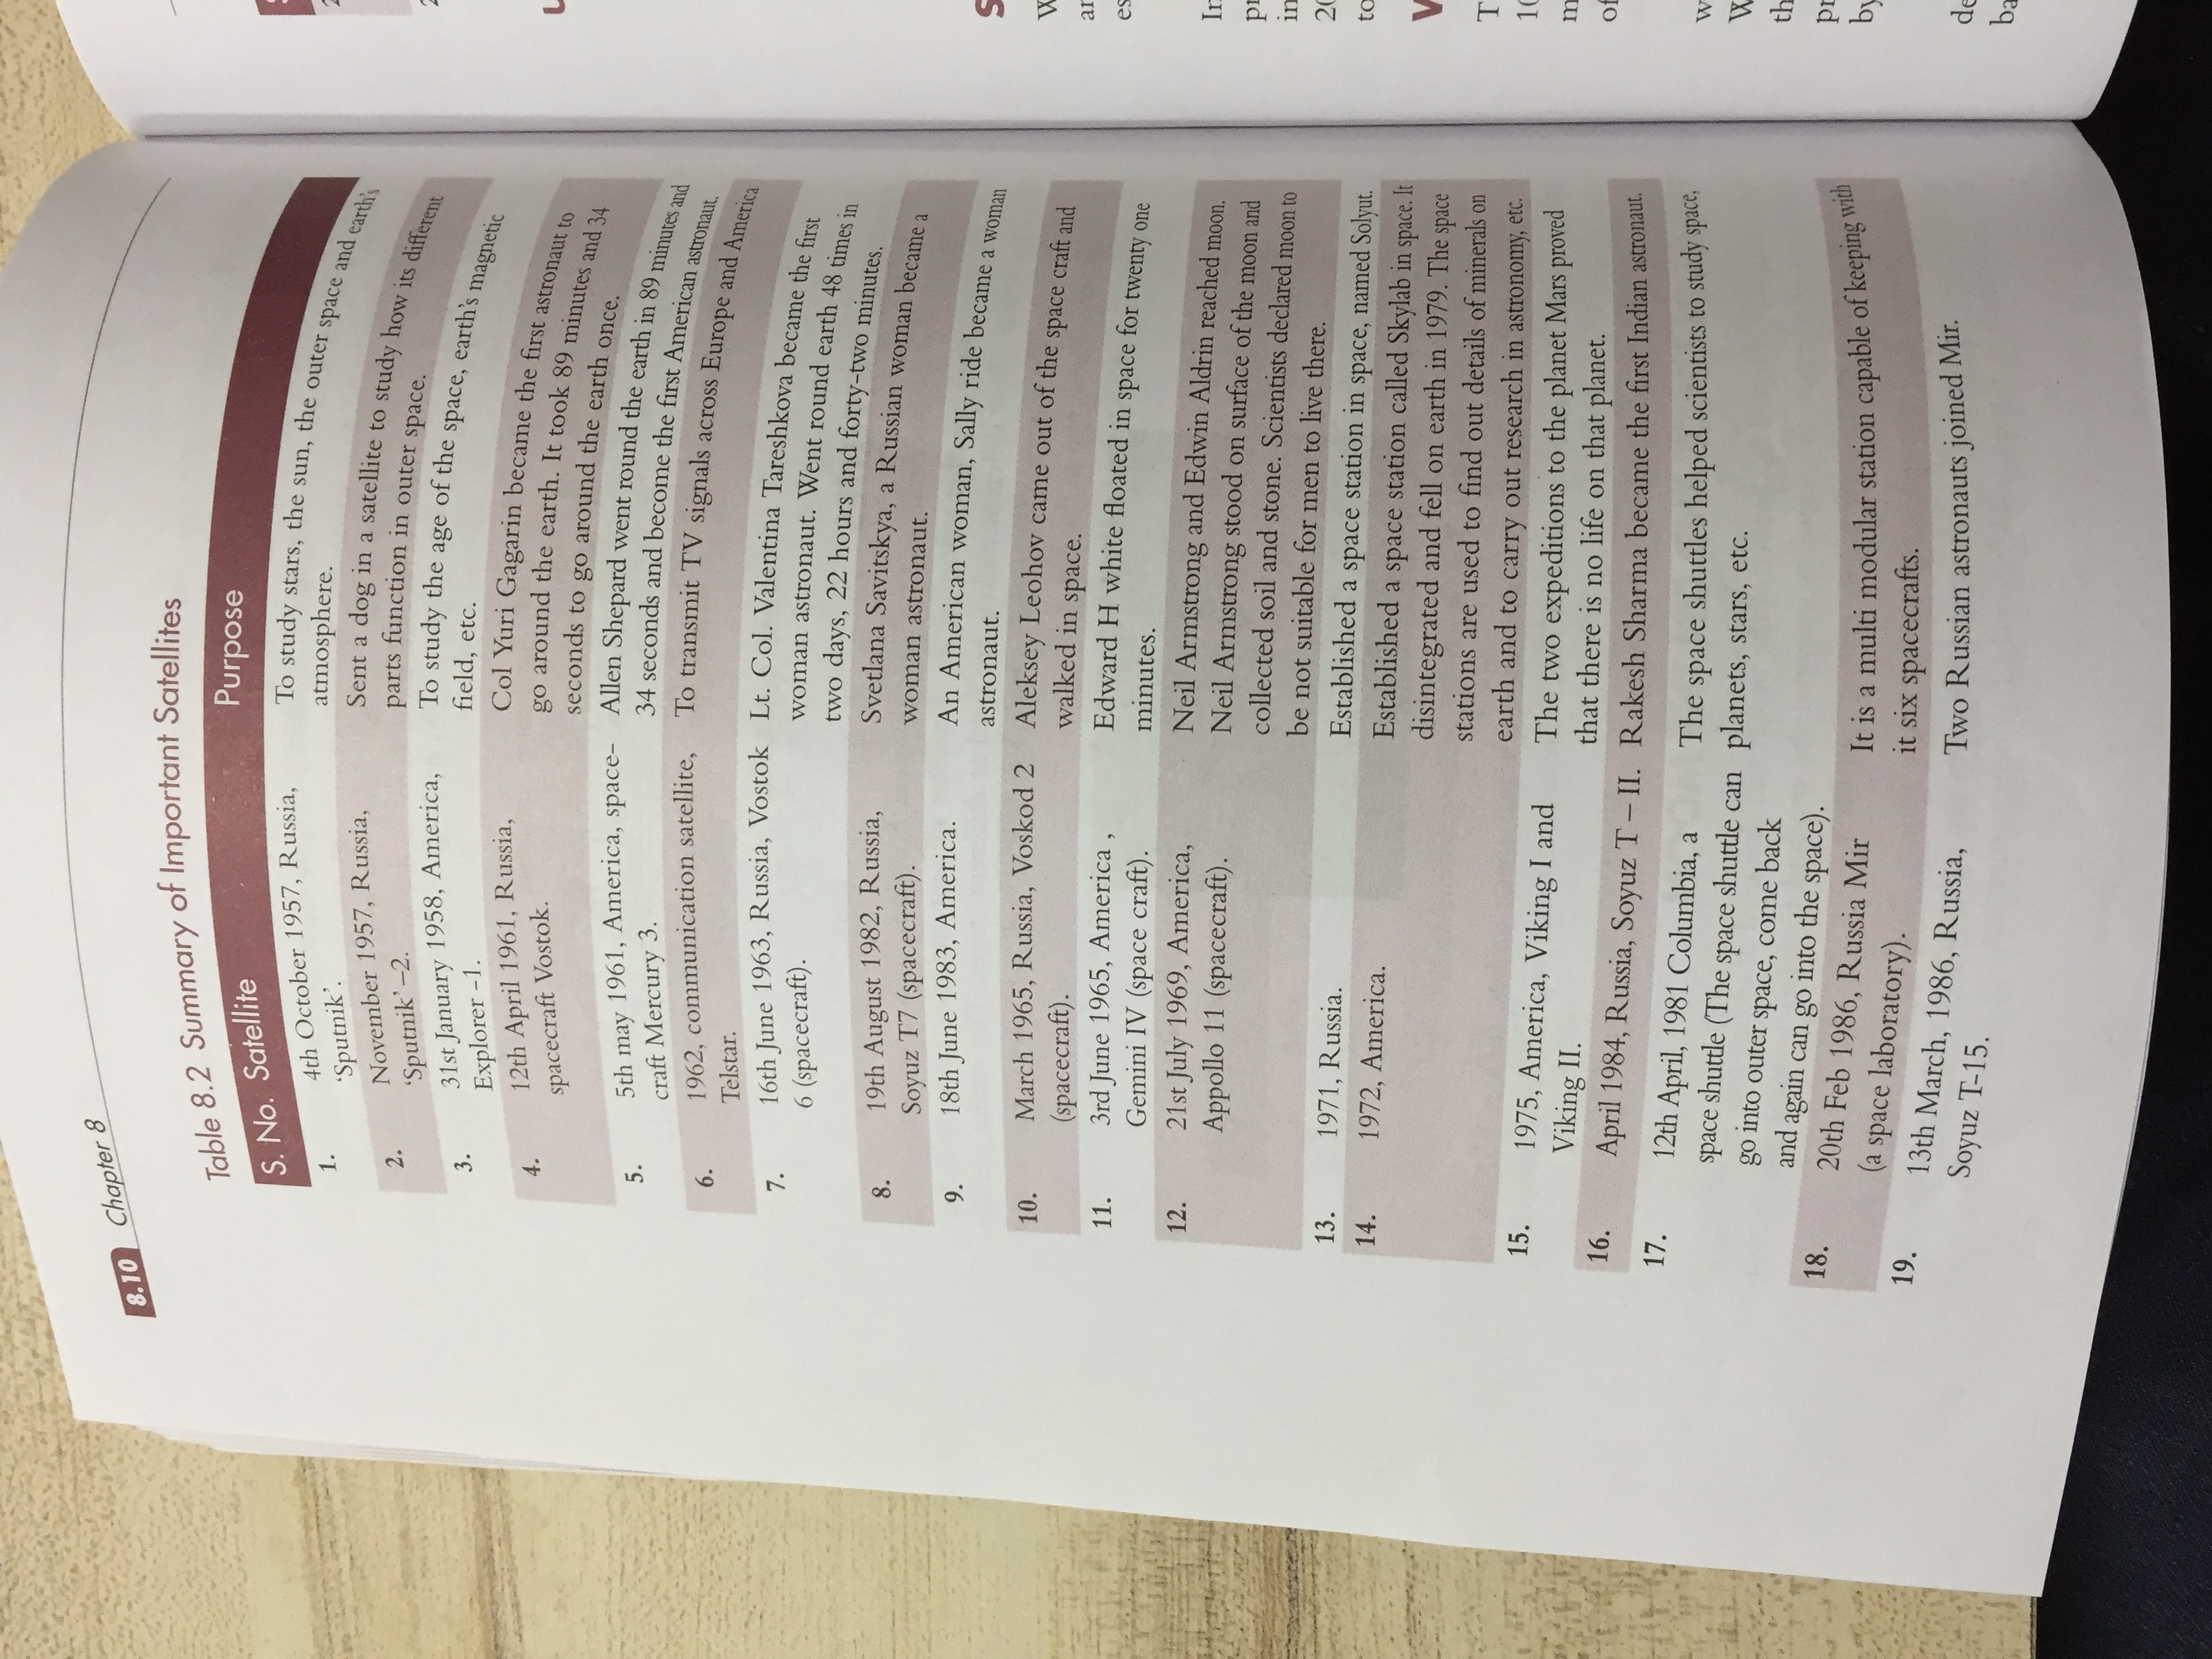 8.10 Chapter 8
Table 8.2 Summary of Important Satellites
S. No. Satellite Purpose
1. 4th October 1957, Russia, To study stars, the sun, the outer space and earth's
'Sputnik'. atmosphere.
2. November 1957, Russia, Sent a dog in a satellite to study how its different
'Sputnik' –2. parts function in outer space.
3. 31st January 1958, America, To study the age of the space, earth's magnetic
Explorer –1. field, etc.
4. 12th April 1961, Russia, Col Yuri Gagarin became the first astronaut to
spacecraft Vostok. go around the earth. It took 89 minutes and 34
seconds to go around the earth once.
5. 5th may 1961, America, space- Allen Shepard went round the earth in 89 minutes and
craft Mercury 3. 34 seconds and become the first American astronaut.
6. 1962, communication satellite, To transmit TV signals across Europe and America
Telstar.
7. 16th June 1963, Russia, Vostok Lt. Col. Valentina Tareshkova became the first
6 (spacecraft). woman astronaut. Went round earth 48 times in
two days, 22 hours and forty-two minutes.
8. 19th August 1982, Russia, Svetlana Savitskya, a Russian woman became a
Soyuz T7 (spacecraft). woman astronaut.
9. 18th June 1983, America. An American woman, Sally ride became a woman
astronaut.
10. March 1965, Russia, Voskod 2 Aleksey Leohov came out of the space craft and
(spacecraft). walked in space.
11. 3rd June 1965, America , Edward H white floated in space for twenty one
Gemini IV (space craft). minutes.
12. 21st July 1969, America, Neil Armstrong and Edwin Aldrin reached moon.
Appollo 11 (spacecraft). Neil Armstrong stood on surface of the moon and
collected soil and stone. Scientists declared moon to
be not suitable for men to live there.
13. 1971, Russia. Established a space station in space, named Solyut.
14. 1972, America. Established a space station called Skylab in space. It
disintegrated and fell on earth in 1979. The space
stations are used to find out details of minerals on
earth and to carry out research in astronomy, etc.
15. 1975, America, Viking I and The two expeditions to the planet Mars proved
Viking II. that there is no life on that planet.
16. April 1984, Russia, Soyuz T – II. Rakesh Sharma became the first Indian astronaut.
17. 12th April, 1981 Columbia, a The space shuttles helped scientists to study space,
space shuttle (The space shuttle can planets, stars, etc.
go into outer space, come back
and again can go into the space).
18. 20th Feb 1986, Russia Mir It is a multi modular station capable of keeping with
(a space laboratory). it six spacecrafts.
19. 13th March, 1986, Russia, Two Russian astronauts joined Mir.
Soyuz T-15.